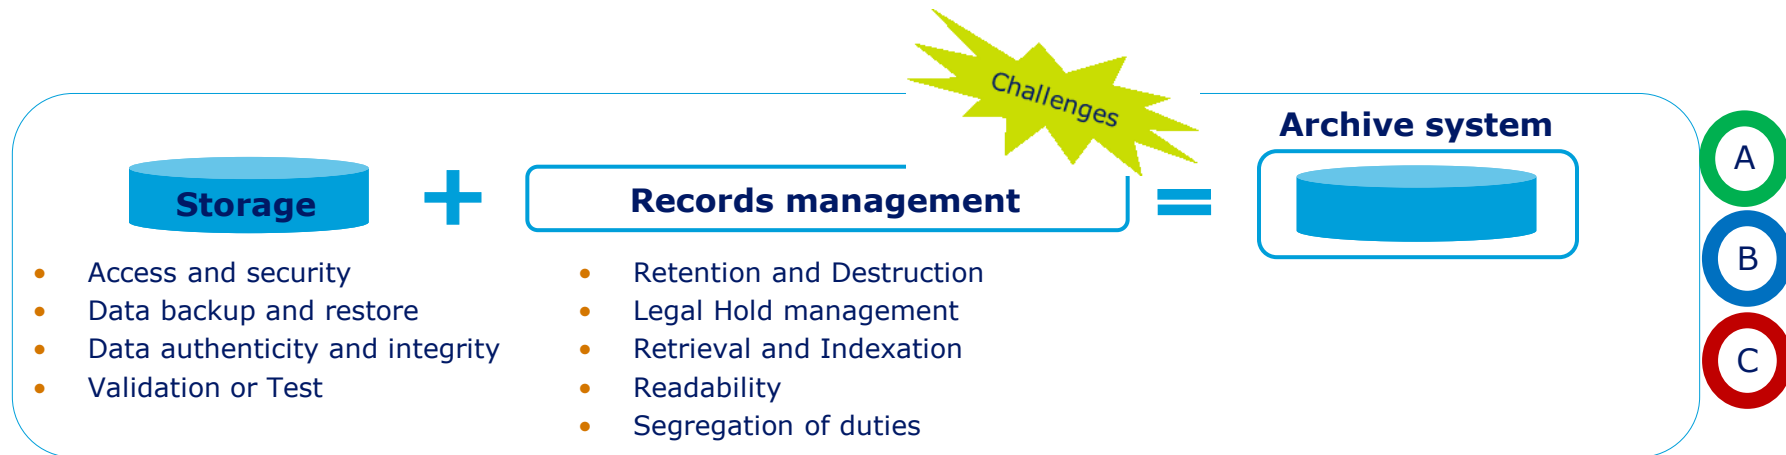 Challenges
Archive system
Storage
+
Records management
=
• Access and security
• Data backup and restore
• Data authenticity and integrity
• Validation or Test
• Retention and Destruction
• Legal Hold management
• Retrieval and Indexation
• Readability
• Segregation of duties
A
B
C